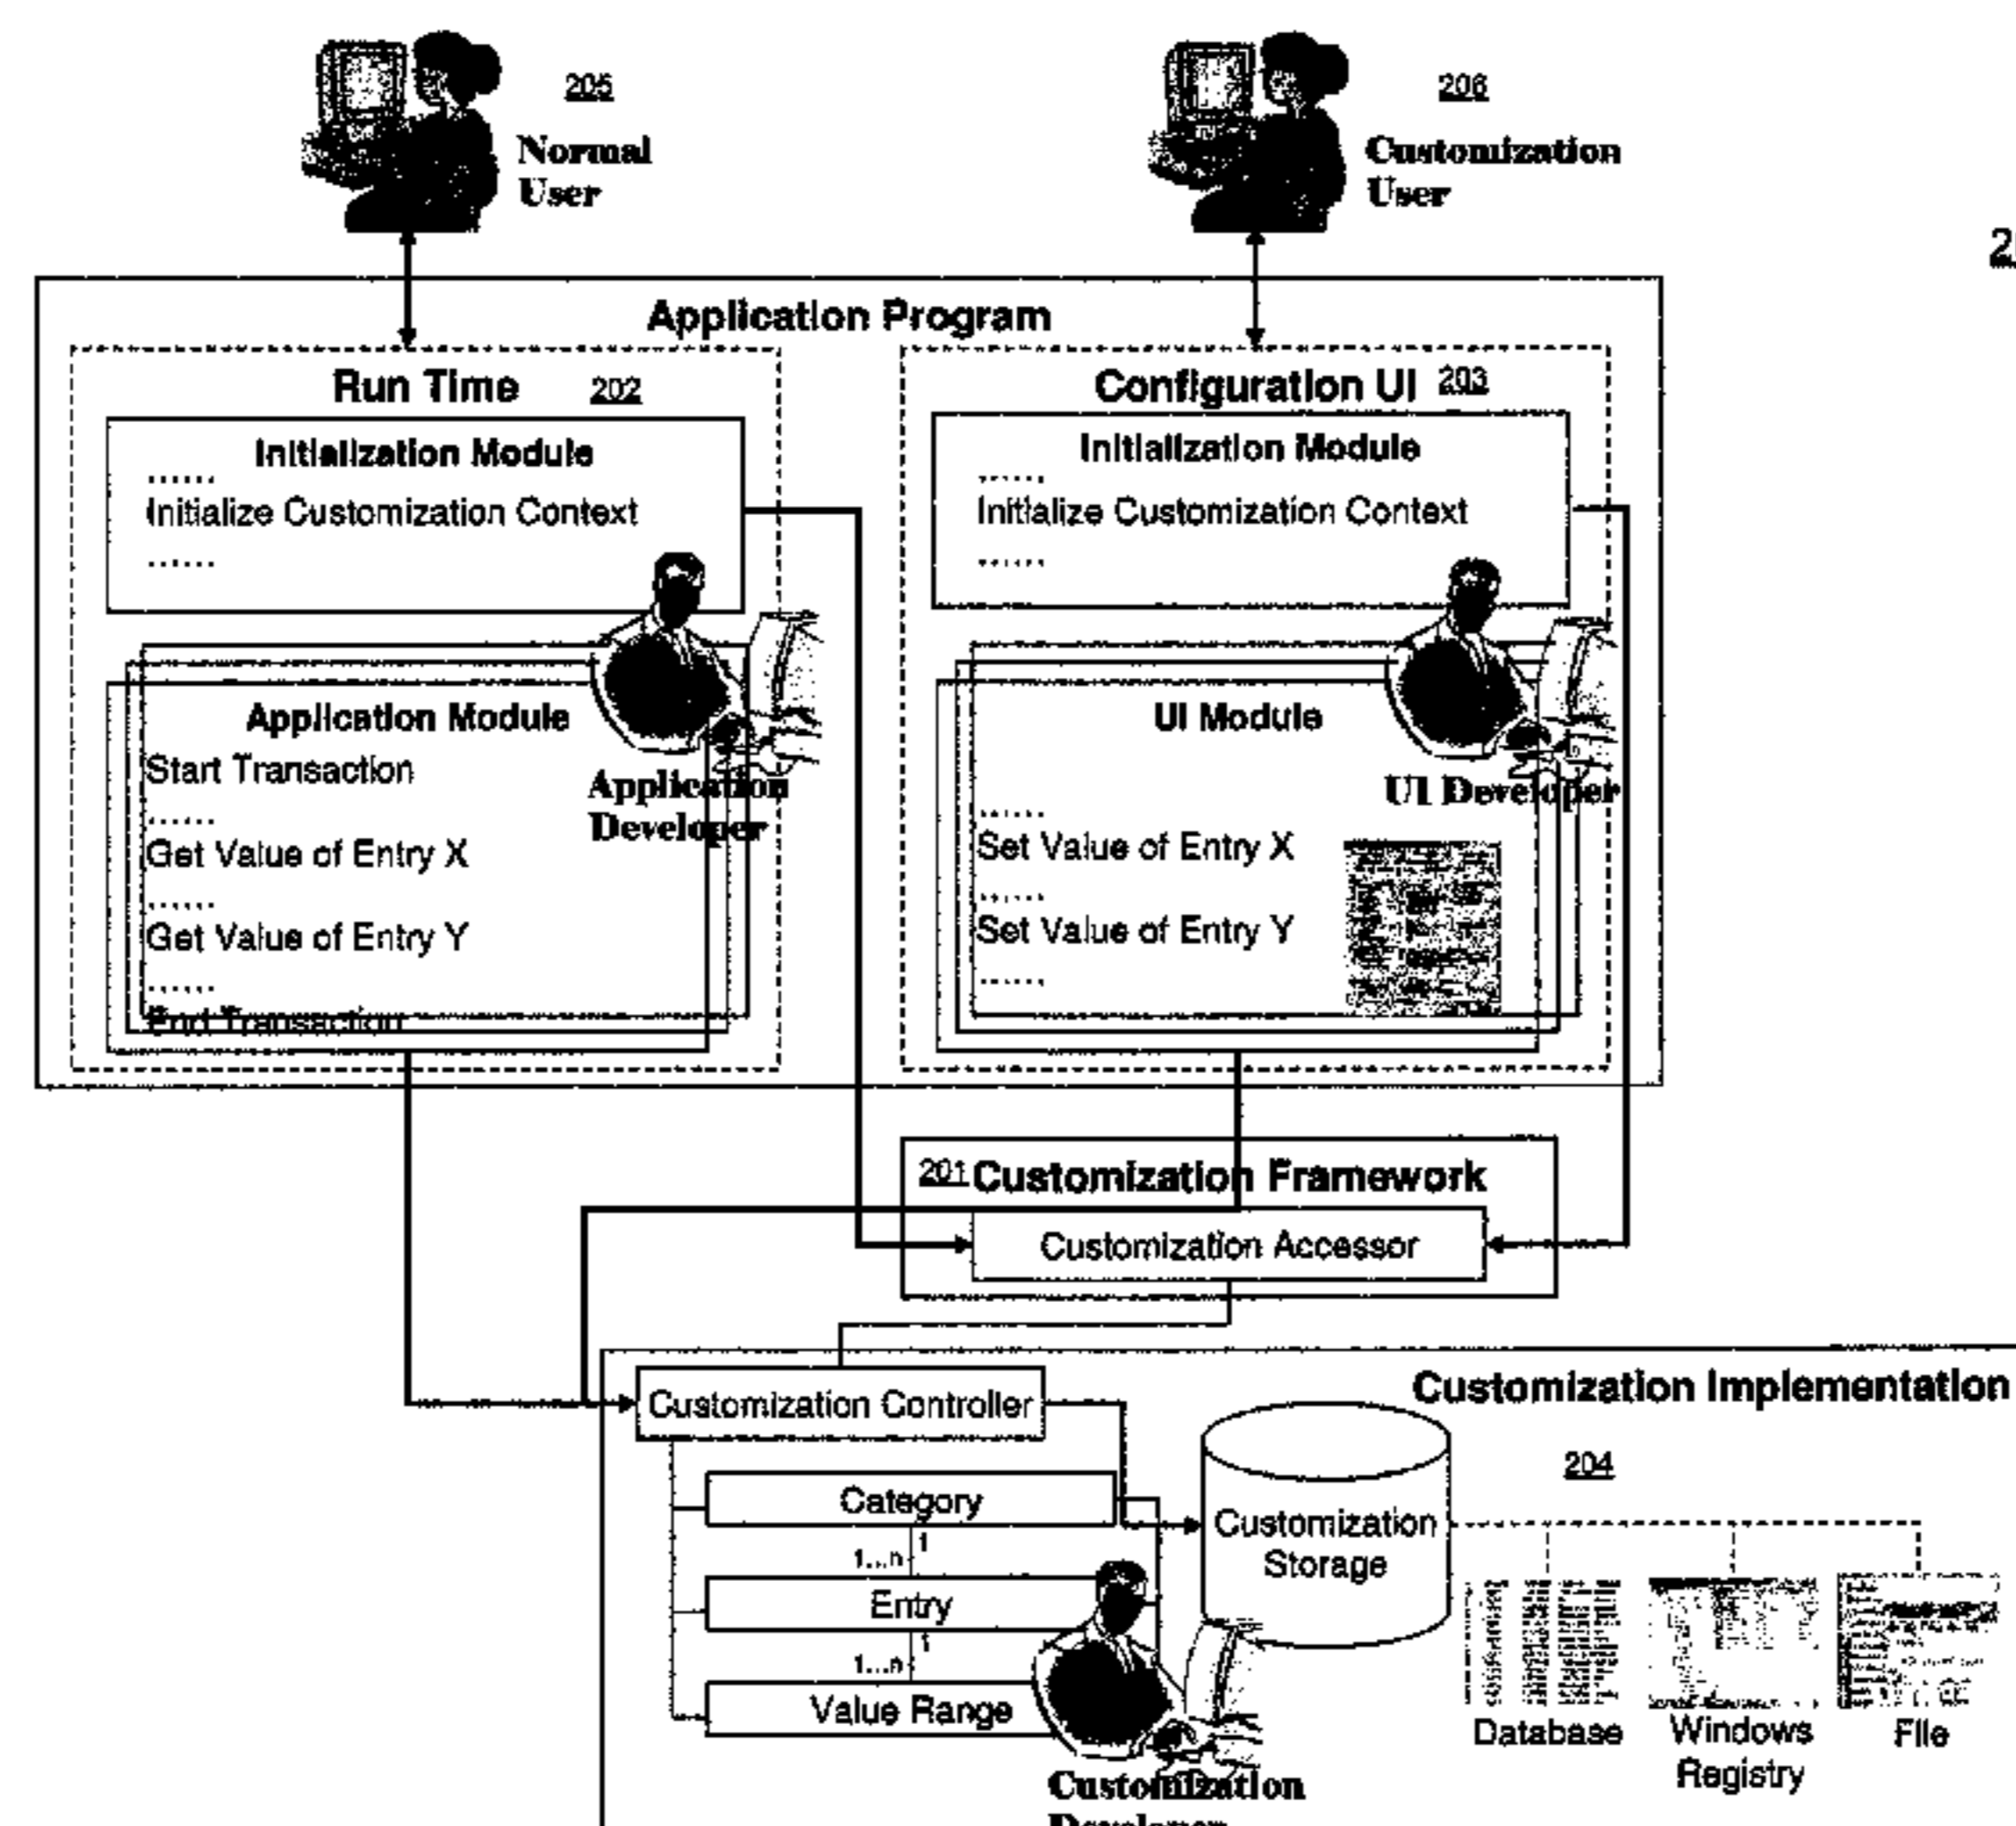 205
Normal
User
206
Customization
User
2
Application Program
Run Time 202
Initialization Module
......
Initialize Customization Context
......
Application Module
Start Transaction
......
Get Value of Entry X
......
Get Value of Entry Y
......
End Transaction
Application
Developer
Configuration UI 203
Initialization Module
......
Initialize Customization Context
......
UI Module
UI Developer
......
Set Value of Entry X
......
Set Value of Entry Y
......
201 Customization Framework
Customization Accessor
Customization Implementation
204
Customization Controller
Category
1
1...n
Entry
1
1...n
Value Range
Customization
Developer
Customization
Storage
Database
Windows
Registry
File